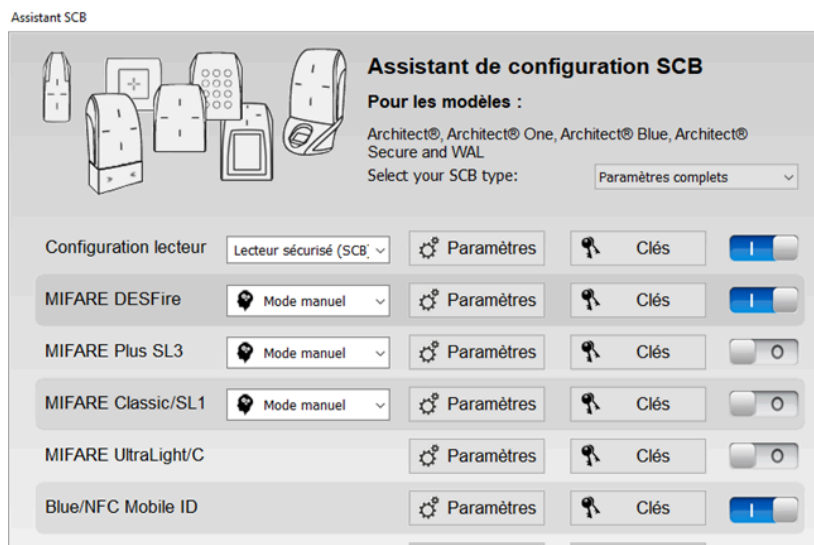 Assistant SCB
Assistant de configuration SCB
Pour les modèles :
Architect®, Architect® One, Architect® Blue, Architect®
Secure and WAL
Select your SCB type: Paramètres complets
Configuration lecteur Lecteur sécurisé (SCB) Paramètres Clés I
MIFARE DESFire Mode manuel Paramètres Clés I
MIFARE Plus SL3 Mode manuel Paramètres Clés O
MIFARE Classic/SL1 Mode manuel Paramètres Clés O
MIFARE UltraLight/C Paramètres Clés O
Blue/NFC Mobile ID Paramètres Clés I